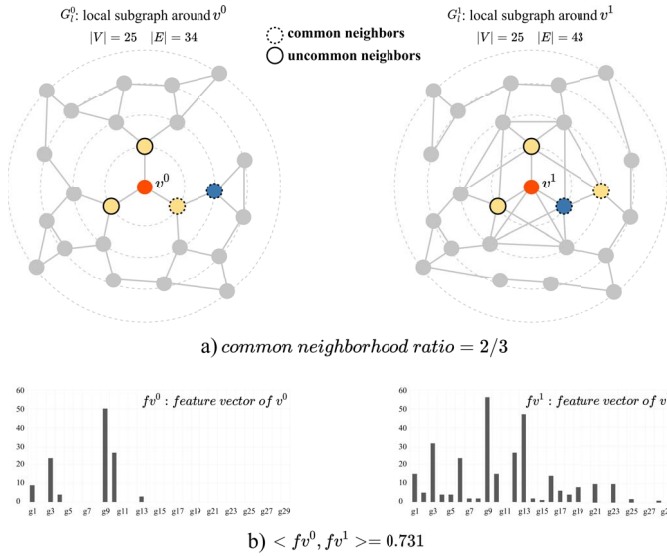 G_l^0: local subgraph around v^0
|V| = 25 |E| = 34
common neighbors
uncommon neighbors
G_l^1: local subgraph around v^1
|V| = 25 |E| = 43
v^0
v^1
a) common neighborhood ratio = 2/3
fv^0 : feature vector of v^0
60
50
40
30
20
10
0
g1 g3 g5 g7 g9 g11 g13 g15 g17 g19 g21 g23 g25 g27 g29
fv^1 : feature vector of v
60
50
40
30
20
10
0
g1 g3 g5 g7 g9 g11 g13 g15 g17 g19 g21 g23 g25 g27
b) < fv^0, fv^1 >= 0.731